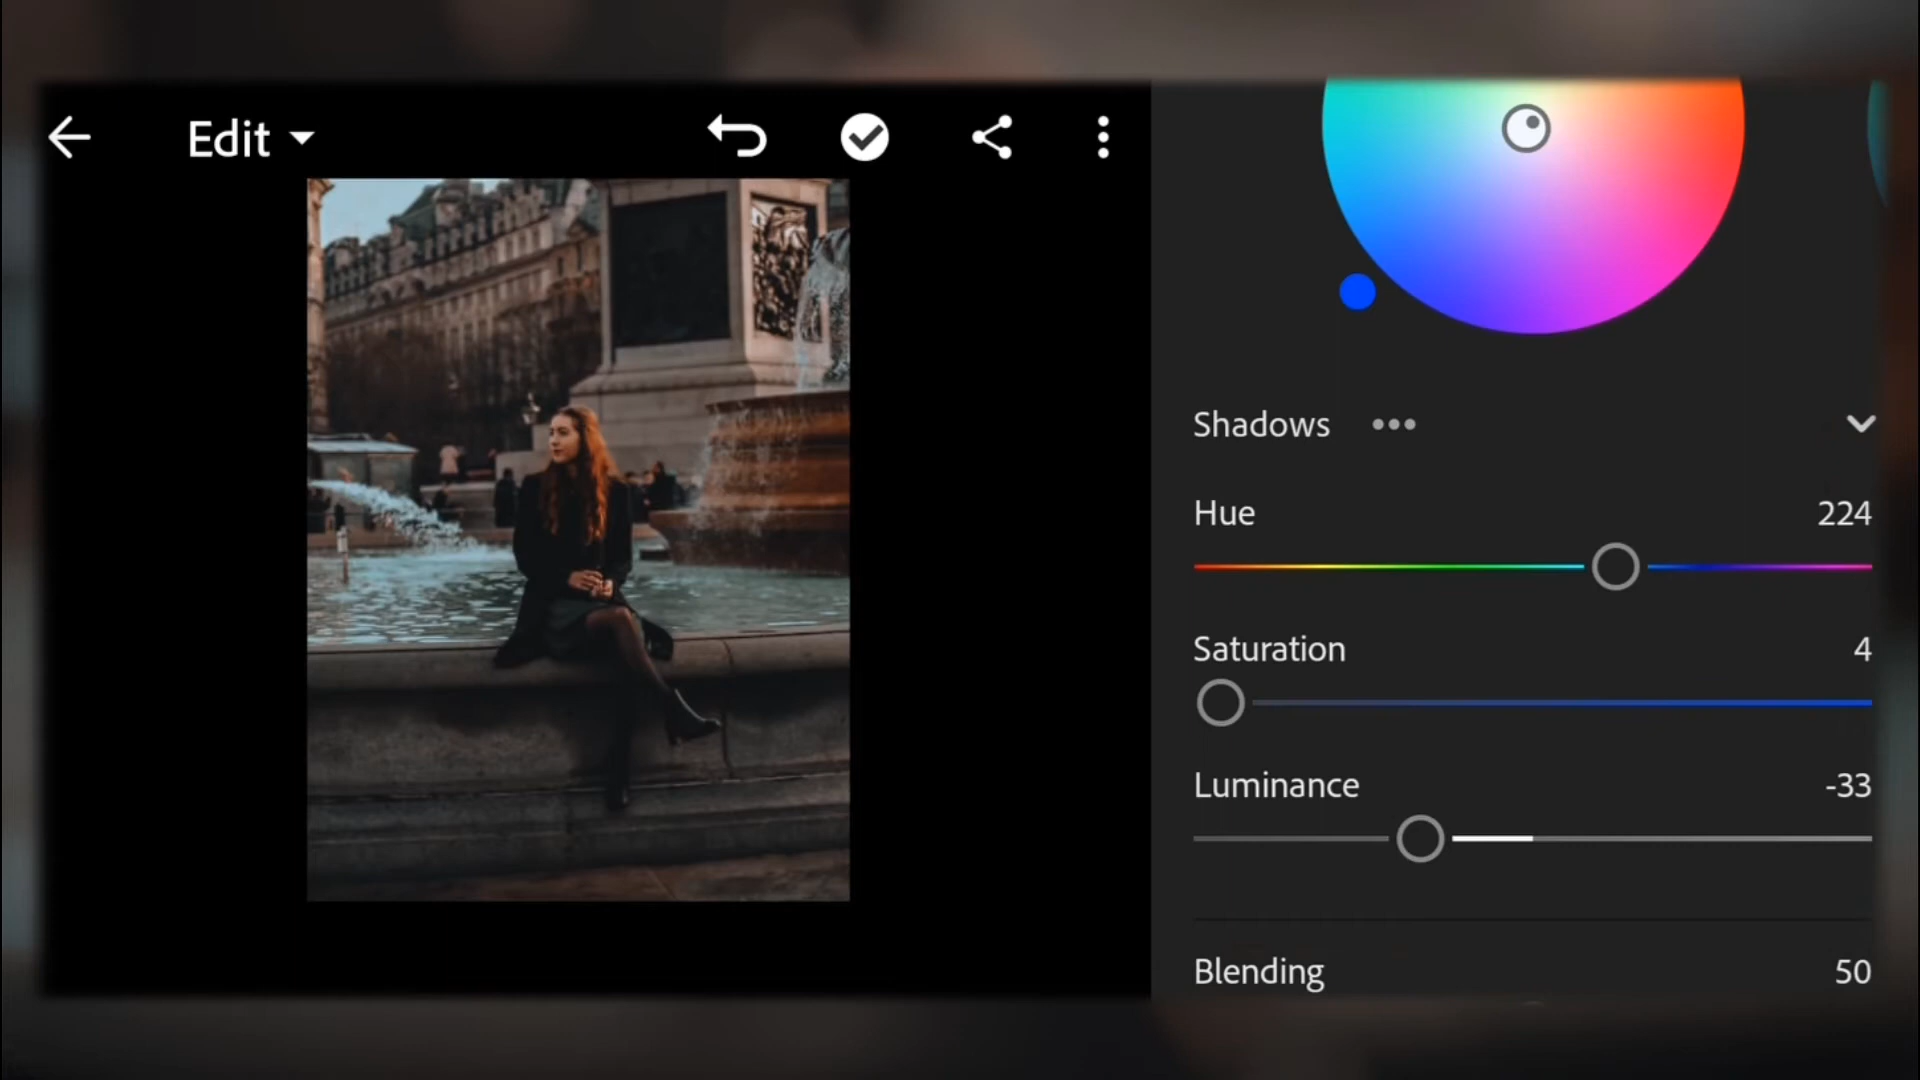 Edit
Shadows
Hue 224
Saturation 4
Luminance -33
Blending 50